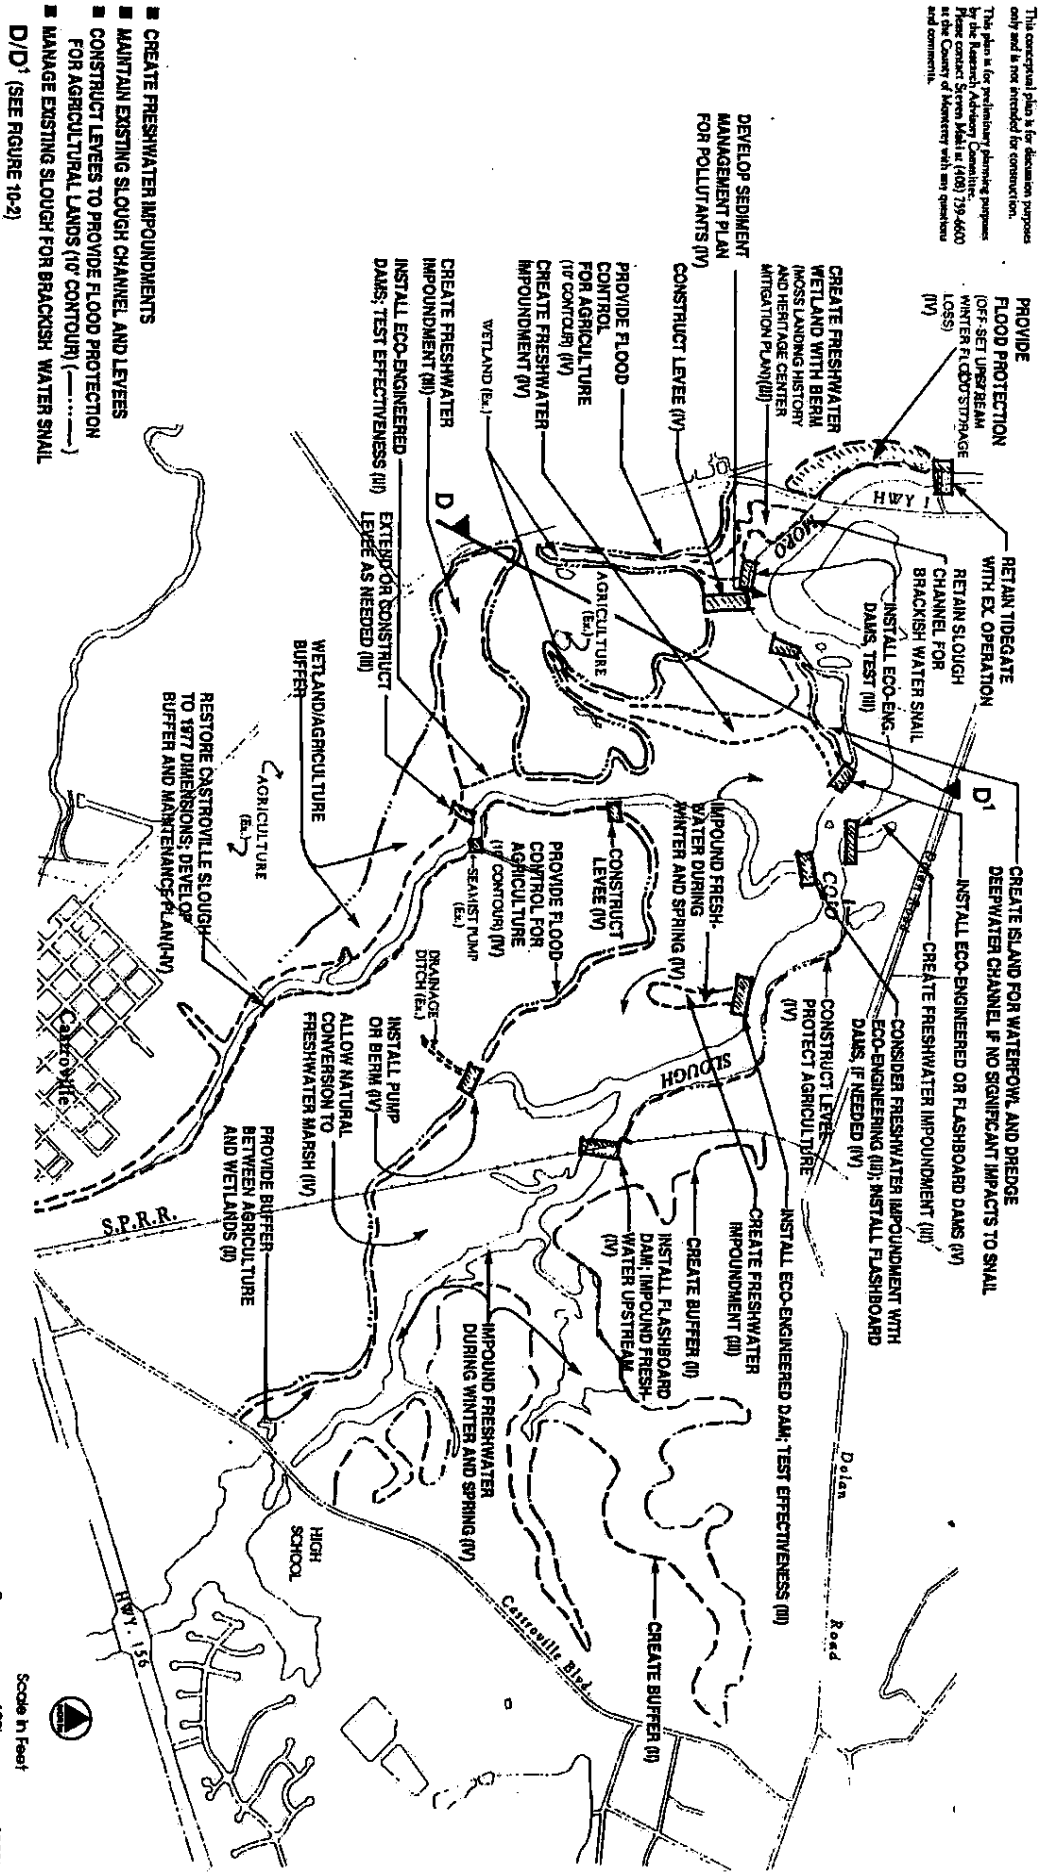 This conceptual plan is for discussion purposes
only and is not intended for construction.
This plan is for preliminary planning purposes
by the Research Advisory Committee.
Please contact Steven Maki at (408) 759-6600
at the County of Monterey with any questions
and comments.
PROVIDE
FLOOD PROTECTION
(OFF-SET UPSTREAM
WINTER FLOOD STORAGE
LOSS)
(IV)
RETAIN TIDEGATE
WITH EX. OPERATION
RETAIN SLOUGH
CHANNEL FOR
BRACKISH WATER SNAIL
INSTALL ECO-ENG.
DAMS, TEST (III)
CREATE ISLAND FOR WATERFOWL AND DREDGE
DEEPWATER CHANNEL IF NO SIGNIFICANT IMPACTS TO SNAIL
INSTALL ECO-ENGINEERED OR FLASHBOARD DAMS (IV)
CREATE FRESHWATER IMPOUNDMENT (III)
CONSIDER FRESHWATER IMPOUNDMENT WITH
ECO-ENGINEERING (III); INSTALL FLASHBOARD
DAMS, IF NEEDED (IV)
CONSTRUCT LEVEE
PROTECT AGRICULTURE
(IV)
INSTALL ECO-ENGINEERED DAM; TEST EFFECTIVENESS (III)
CREATE FRESHWATER
IMPOUNDMENT (III)
CREATE BUFFER (II)
INSTALL FLASHBOARD
DAM; IMPOUND FRESH-
WATER UPSTREAM
(IV)
CREATE BUFFER (II)
HWY 1
MORO
COJO
SLOUGH
Dolan Road
Dolan
Road
D¹
D
DEVELOP SEDIMENT
MANAGEMENT PLAN
FOR POLLUTANTS (IV)
CREATE FRESHWATER
WETLAND WITH BERM
(MOSS LANDING HISTORY
AND HERITAGE CENTER
MITIGATION PLAN)(III)
CONSTRUCT LEVEE (IV)
PROVIDE FLOOD
CONTROL
FOR AGRICULTURE
(10' CONTOUR) (IV)
CREATE FRESHWATER
IMPOUNDMENT (IV)
WETLAND (Ex.)
CREATE FRESHWATER
IMPOUNDMENT (III)
INSTALL ECO-ENGINEERED
DAMS; TEST EFFECTIVENESS (III)
EXTEND OR CONSTRUCT
LEVEE AS NEEDED (III)
AGRICULTURE
(Ex.)
IMPOUND FRESH-
WATER DURING
WINTER AND SPRING (IV)
CONSTRUCT
LEVEE (IV)
PROVIDE FLOOD
CONTROL FOR
AGRICULTURE
(10' CONTOUR) (IV)
SEAMIST PUMP
(Ex.)
DRAINAGE
DITCH (Ex.)
WETLAND/AGRICULTURE
BUFFER
AGRICULTURE
(Ex.)
RESTORE CASTROVILLE SLOUGH
TO 1977 DIMENSIONS; DEVELOP
BUFFER AND MAINTENANCE PLAN (I-IV)
INSTALL PUMP
OR BERM (IV)
ALLOW NATURAL
CONVERSION TO
FRESHWATER MARSH (IV)
PROVIDE BUFFER
BETWEEN AGRICULTURE
AND WETLANDS (II)
IMPOUND FRESHWATER
DURING WINTER AND SPRING (IV)
S.P.R.R.
Castroville
HIGH
SCHOOL
Castroville Blvd.
HWY. 156
CREATE FRESHWATER IMPOUNDMENTS
MAINTAIN EXISTING SLOUGH CHANNEL AND LEVEES
CONSTRUCT LEVEES TO PROVIDE FLOOD PROTECTION
FOR AGRICULTURAL LANDS (10' CONTOUR) (—·····—)
MANAGE EXISTING SLOUGH FOR BRACKISH WATER SNAIL
D/D¹ (SEE FIGURE 10-2)
NORTH
Scale in Feet